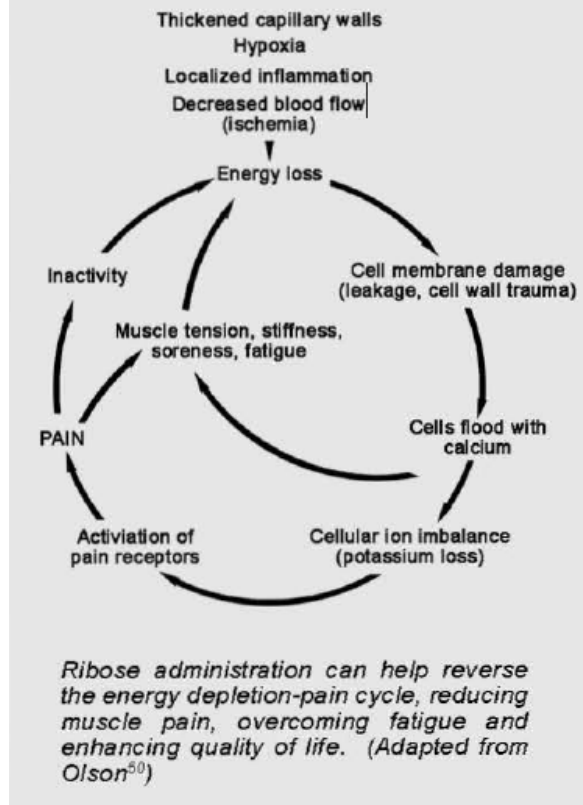 Thickened capillary walls
Hypoxia
Localized inflammation
Decreased blood flow
(ischemia)
Energy loss
Inactivity
Cell membrane damage
(leakage, cell wall trauma)
Muscle tension, stiffness,
soreness, fatigue
PAIN
Cells flood with
calcium
Activiation of
pain receptors
Cellular ion imbalance
(potassium loss)
Ribose administration can help reverse
the energy depletion-pain cycle, reducing
muscle pain, overcoming fatigue and
enhancing quality of life. (Adapted from
Olson⁵⁰)